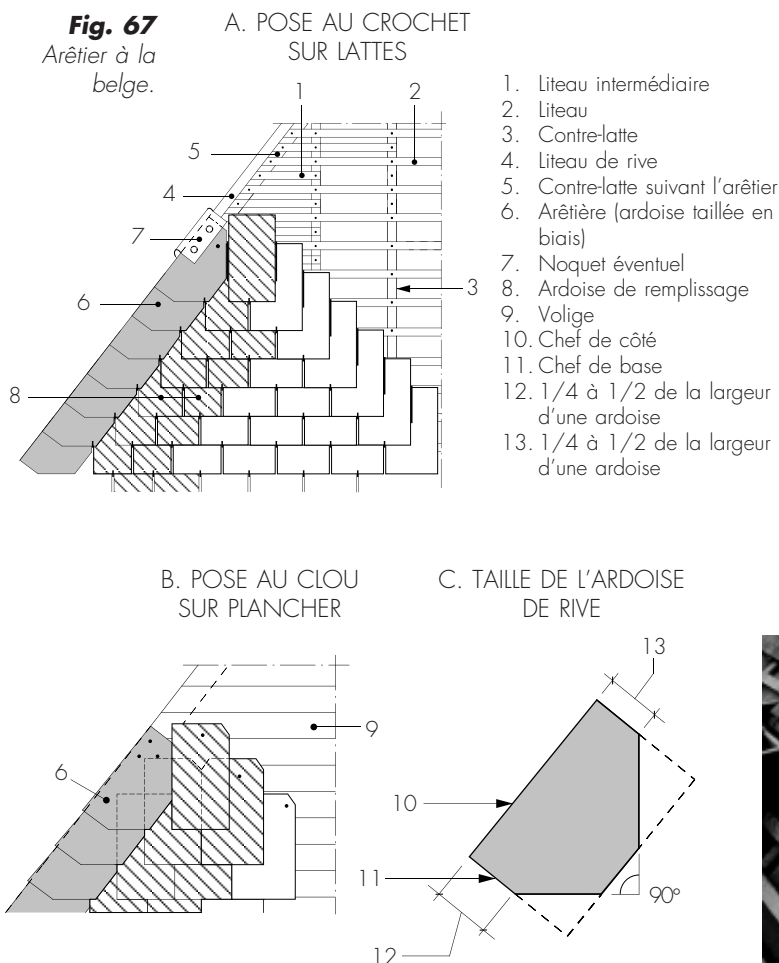 Fig. 67
Arêtier à la
belge.
A. POSE AU CROCHET
SUR LATTES
1
2
5
4
7
6
3
8
1. Liteau intermédiaire
2. Liteau
3. Contre-latte
4. Liteau de rive
5. Contre-latte suivant l’arêtier
6. Arêtière (ardoise taillée en
biais)
7. Noquet éventuel
8. Ardoise de remplissage
9. Volige
10. Chef de côté
11. Chef de base
12. 1/4 à 1/2 de la largeur
d’une ardoise
13. 1/4 à 1/2 de la largeur
d’une ardoise
B. POSE AU CLOU
SUR PLANCHER
9
6
C. TAILLE DE L’ARDOISE
DE RIVE
13
10
11
90°
12